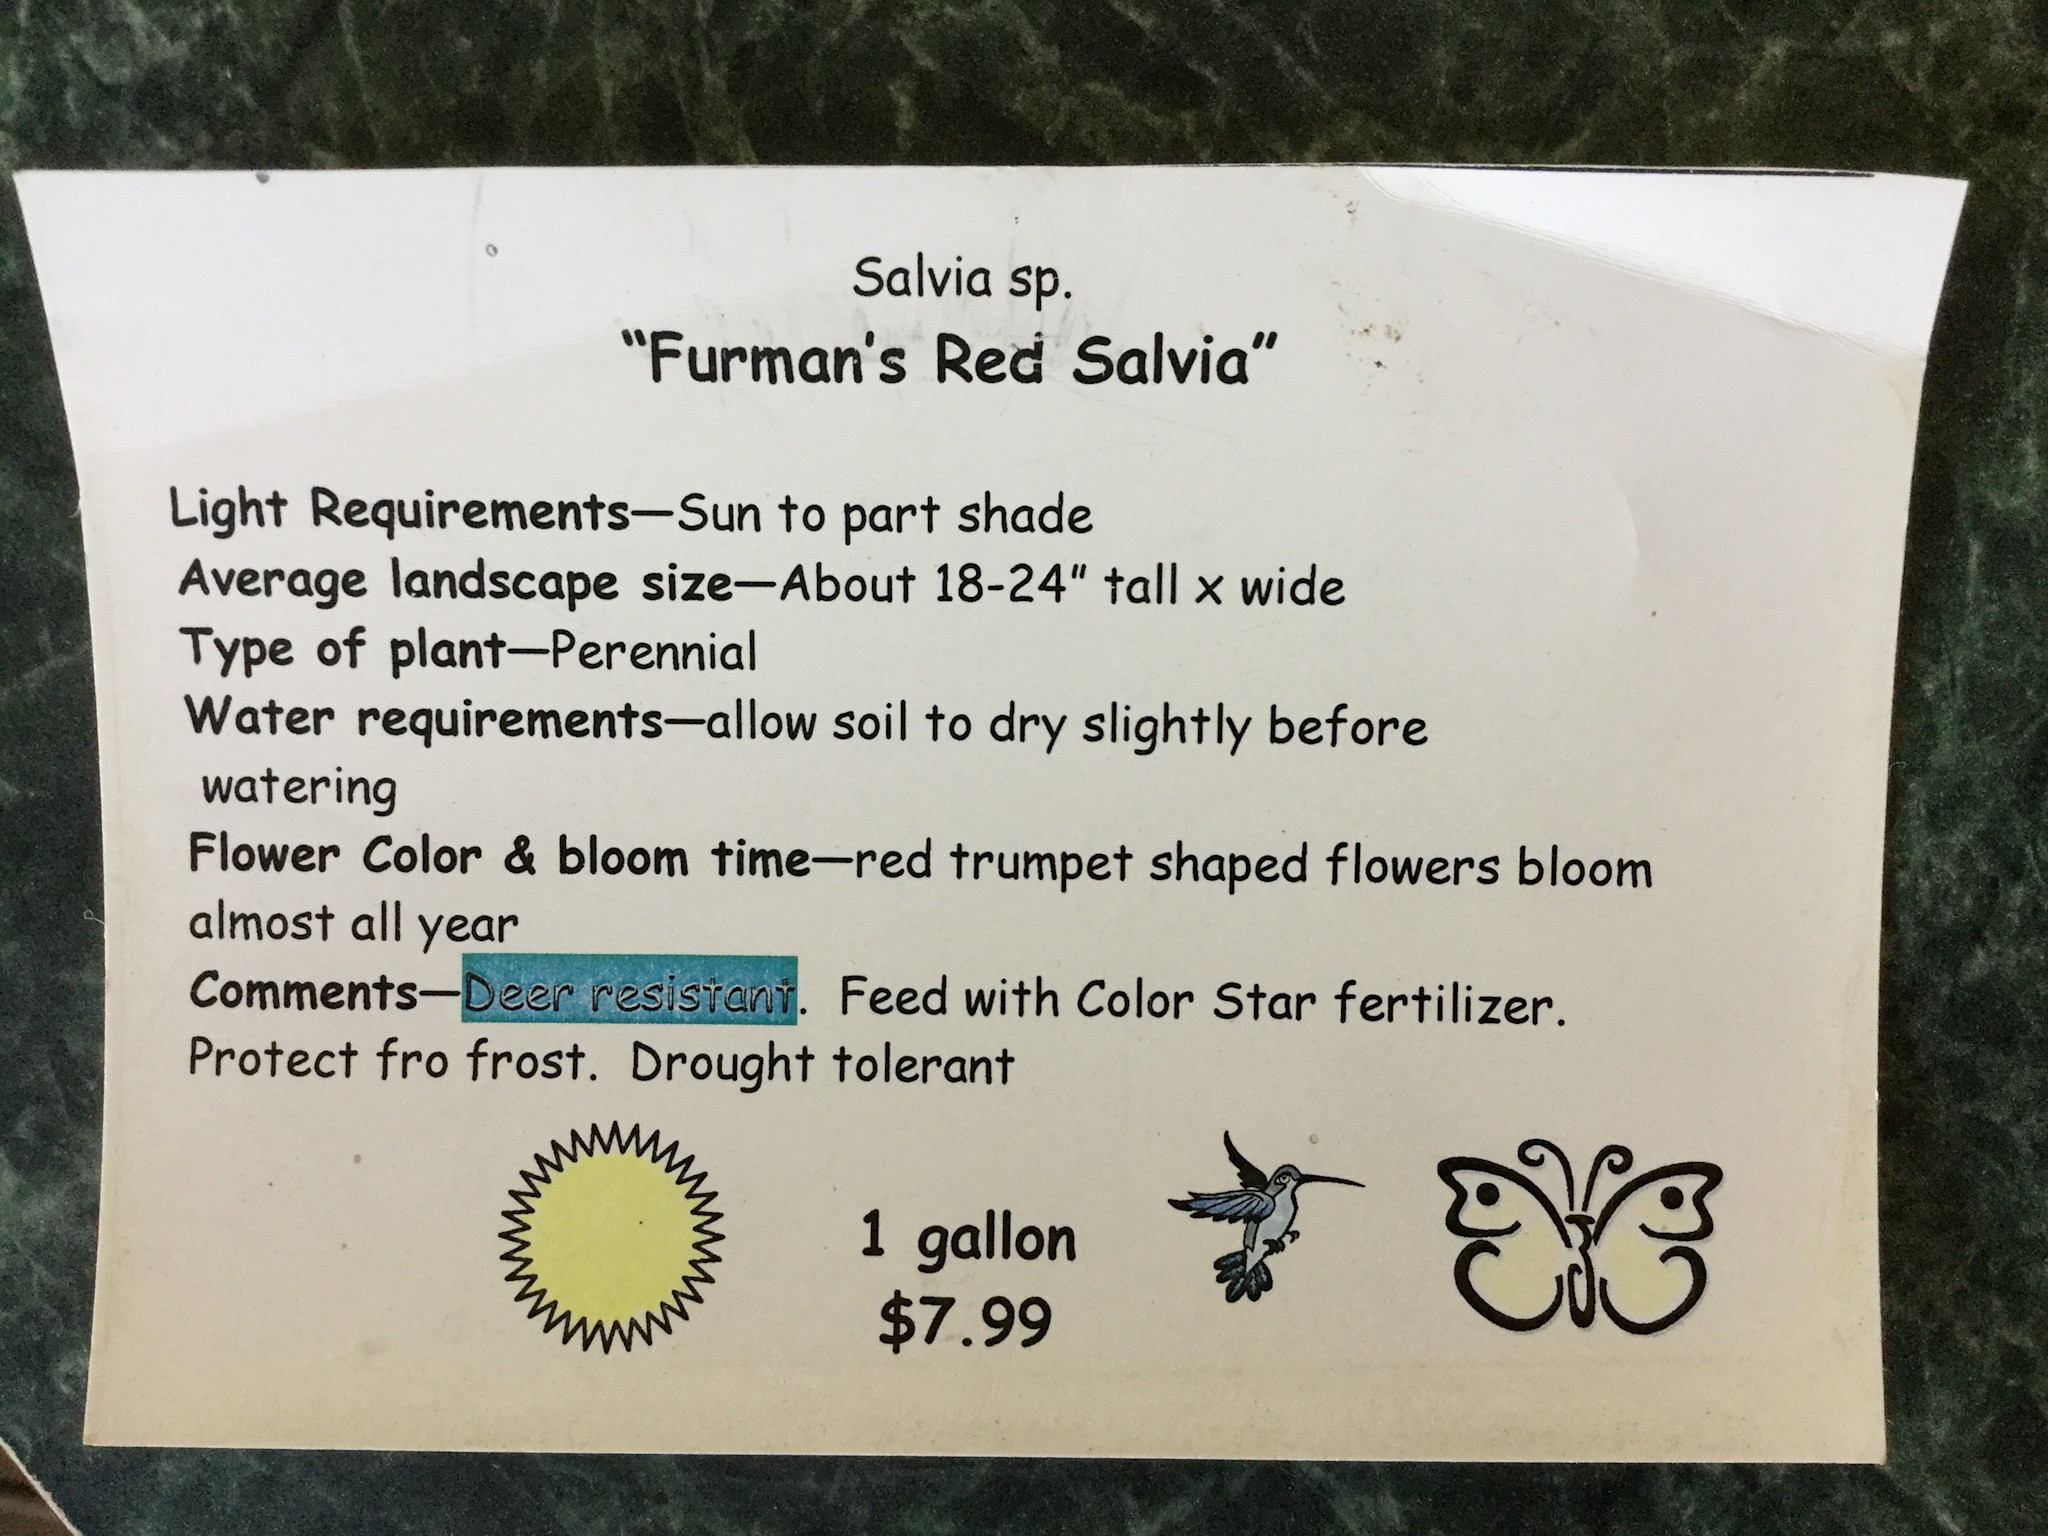 Salvia sp.
“Furman’s Red Salvia”
Light Requirements—Sun to part shade
Average landscape size—About 18-24” tall x wide
Type of plant—Perennial
Water requirements—allow soil to dry slightly before
watering
Flower Color & bloom time—red trumpet shaped flowers bloom
almost all year
Comments—Deer resistant.  Feed with Color Star fertilizer.
Protect fro frost.  Drought tolerant
1 gallon
$7.99